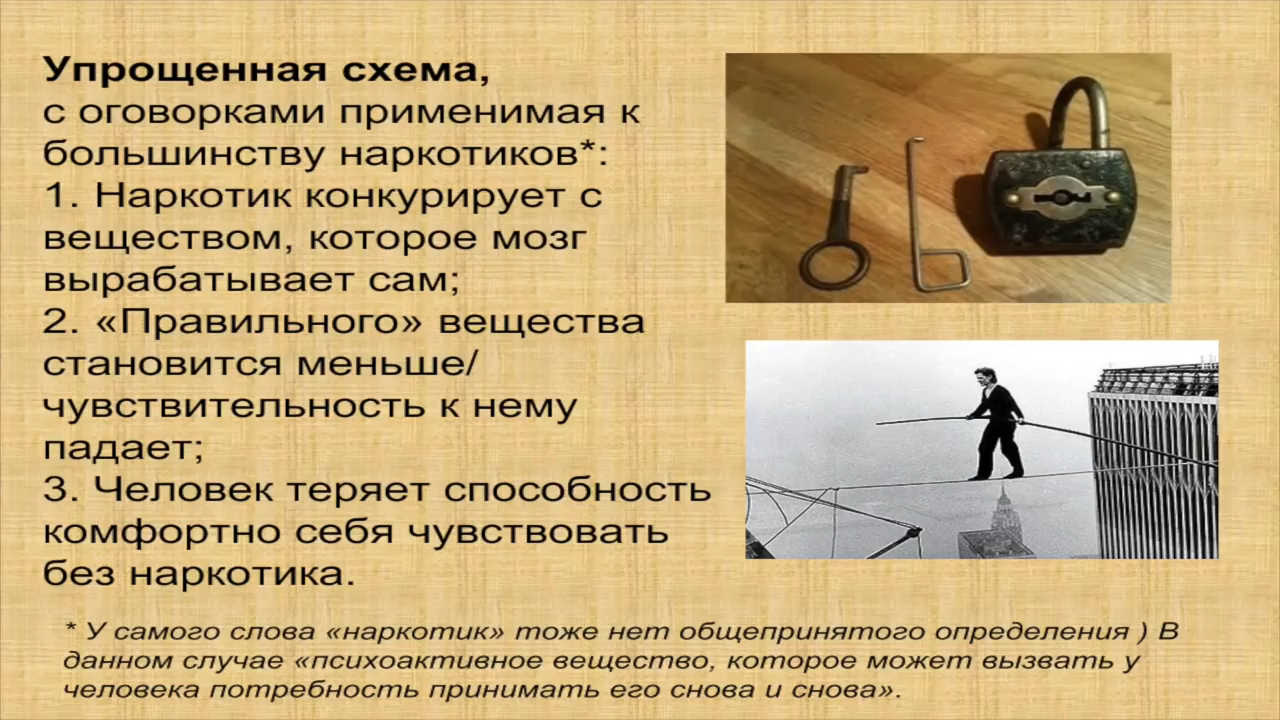 Упрощенная схема,
с оговорками применимая к
большинству наркотиков*:
1. Наркотик конкурирует с
веществом, которое мозг
вырабатывает сам;
2. «Правильного» вещества
становится меньше/
чувствительность к нему
падает;
3. Человек теряет способность
комфортно себя чувствовать
без наркотика.
* У самого слова «наркотик» тоже нет общепринятого определения ) В
данном случае «психоактивное вещество, которое может вызвать у
человека потребность принимать его снова и снова».